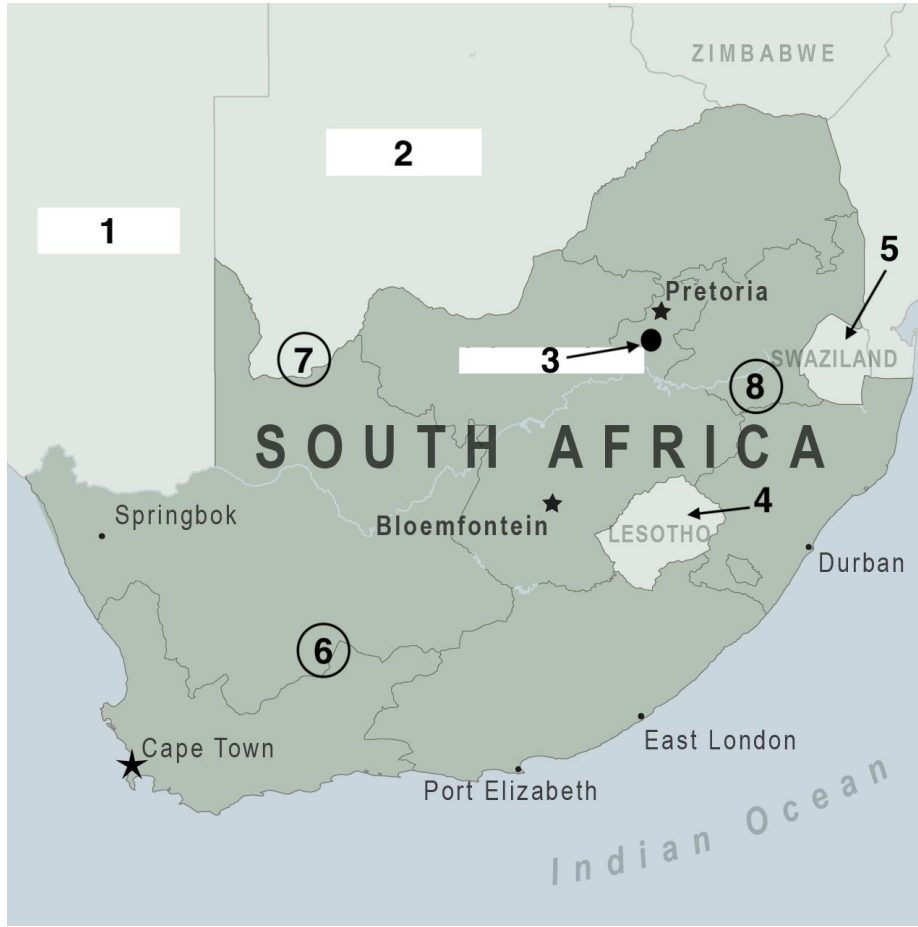 ZIMBABWE
2
1
5
Pretoria
3
SWAZILAND
7
8
SOUTH AFRICA
4
Bloemfontein
LESOTHO
Springbok
Durban
6
East London
Cape Town
Port Elizabeth
Indian Ocean